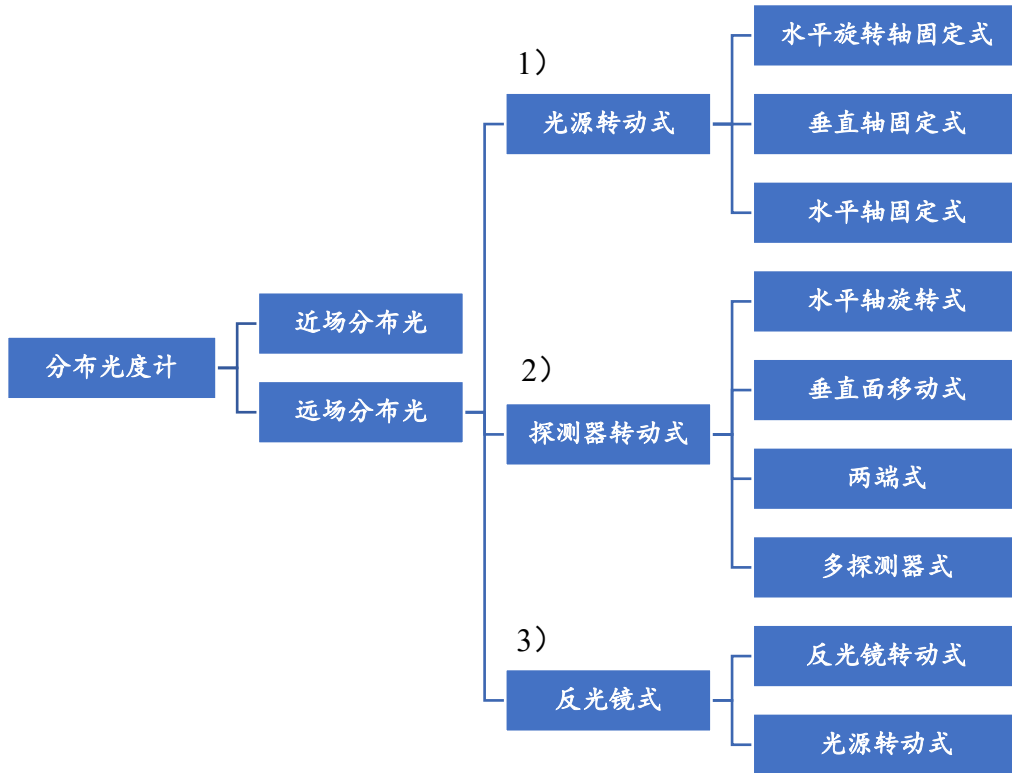 分布光度计
近场分布光
远场分布光
1）
光源转动式
水平旋转轴固定式
垂直轴固定式
水平轴固定式
2）
探测器转动式
水平轴旋转式
垂直面移动式
两端式
多探测器式
3）
反光镜式
反光镜转动式
光源转动式